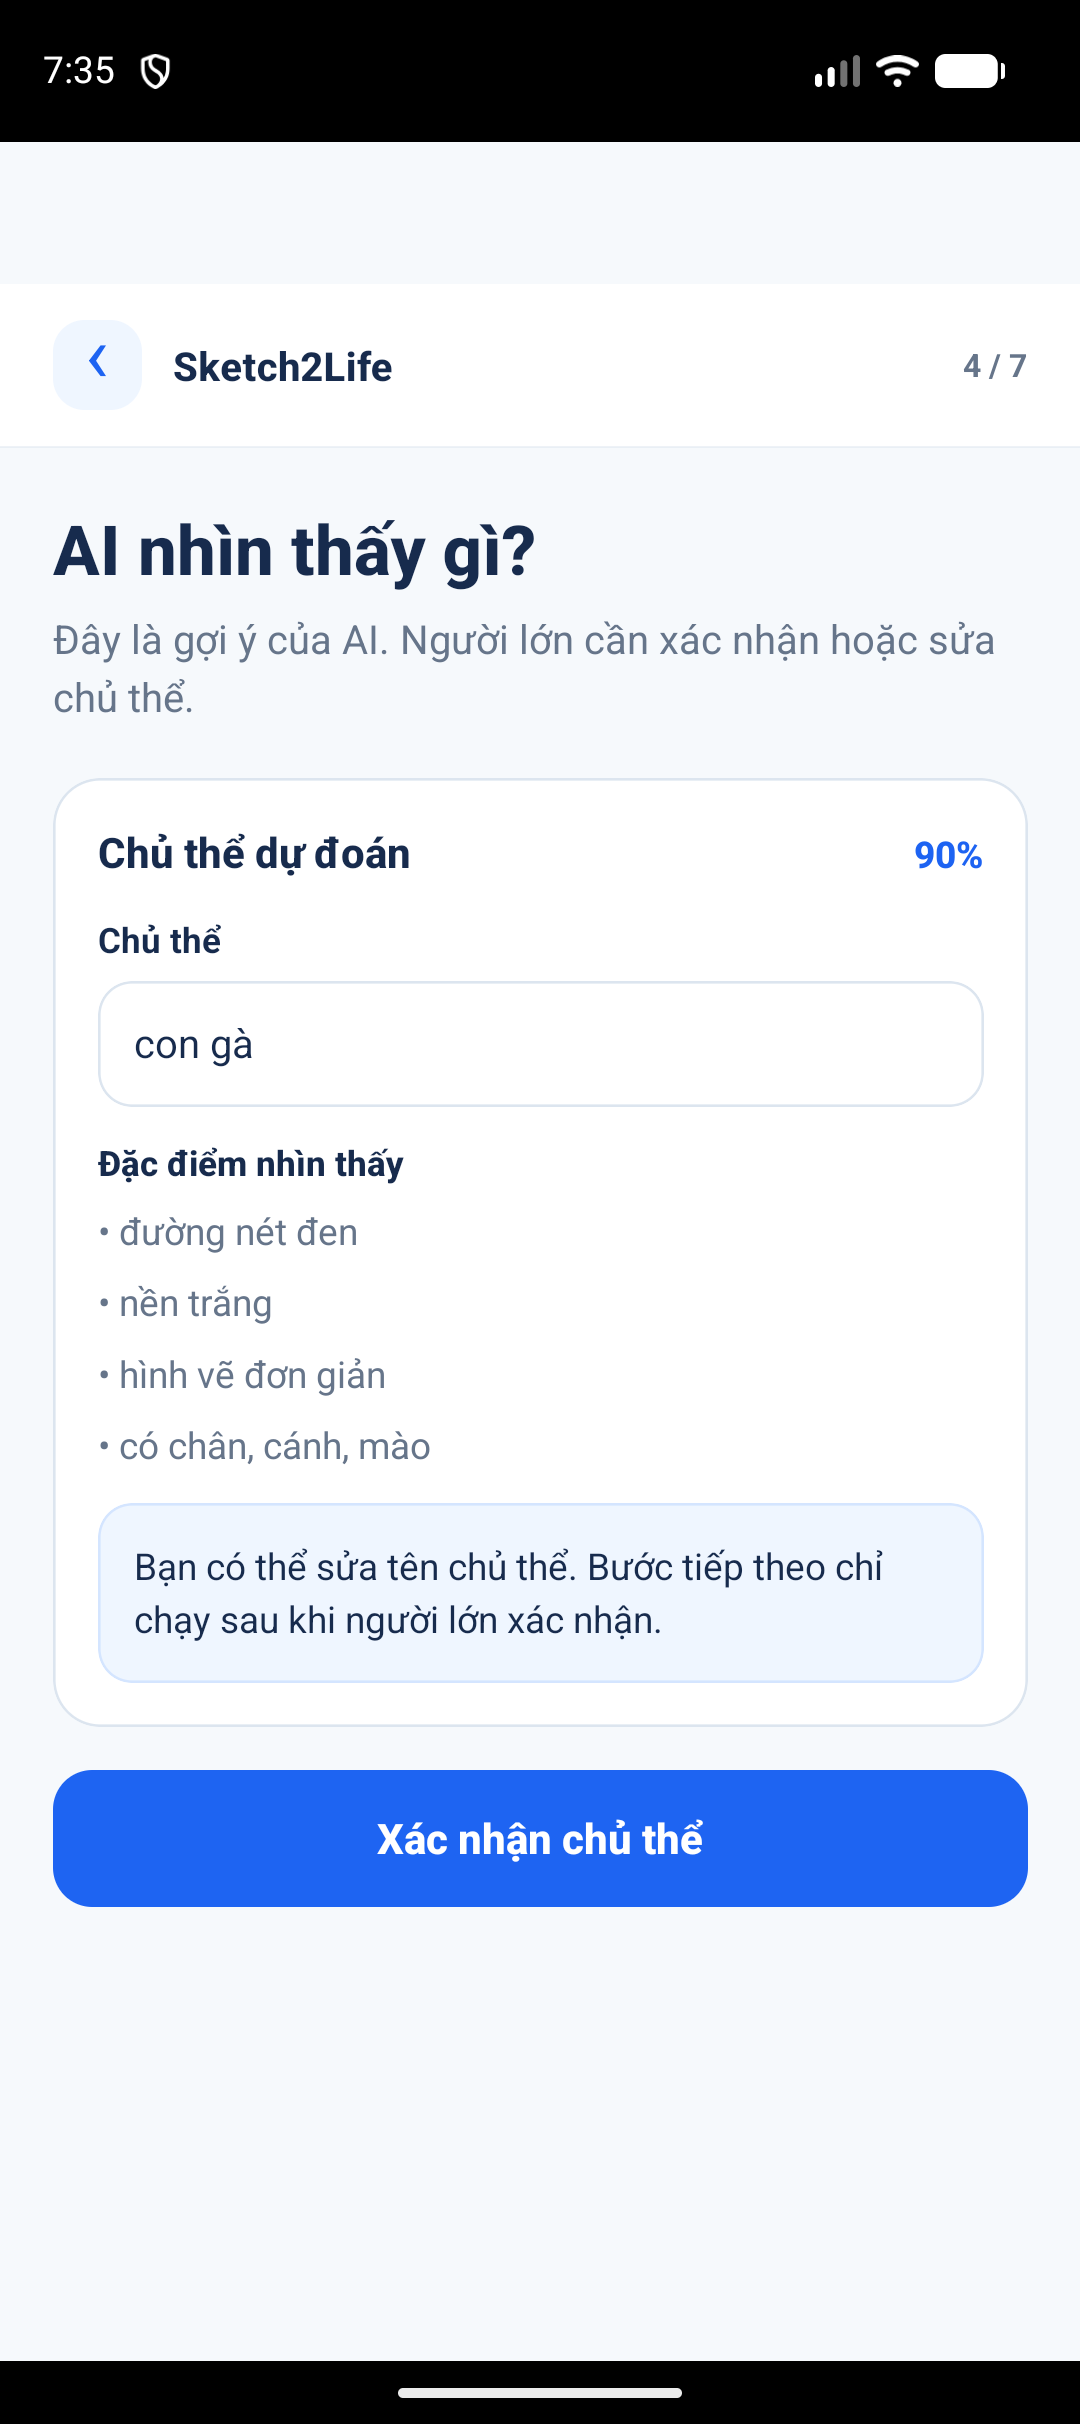 7:35
Sketch2Life
4 / 7
AI nhìn thấy gì?
Đây là gợi ý của AI. Người lớn cần xác nhận hoặc sửa
chủ thể.
Chủ thể dự đoán
90%
Chủ thể
con gà
Đặc điểm nhìn thấy
• đường nét đen
• nền trắng
• hình vẽ đơn giản
• có chân, cánh, mào
Bạn có thể sửa tên chủ thể. Bước tiếp theo chỉ
chạy sau khi người lớn xác nhận.
Xác nhận chủ thể